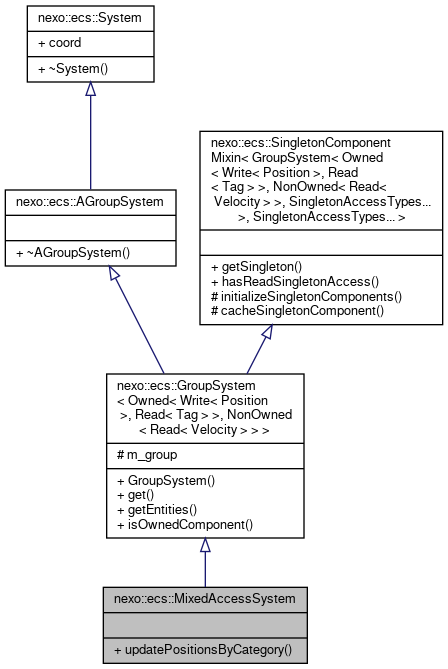 nexo::ecs::System
+ coord
+ ~System()
nexo::ecs::SingletonComponent
Mixin< GroupSystem< Owned
< Write< Position >, Read
< Tag > >, NonOwned< Read<
Velocity > >, SingletonAccessTypes...
>, SingletonAccessTypes... >
+ getSingleton()
+ hasReadSingletonAccess()
# initializeSingletonComponents()
# cacheSingletonComponent()
nexo::ecs::AGroupSystem
+ ~AGroupSystem()
nexo::ecs::GroupSystem
< Owned< Write< Position
>, Read< Tag > >, NonOwned
< Read< Velocity > > >
# m_group
+ GroupSystem()
+ get()
+ getEntities()
+ isOwnedComponent()
nexo::ecs::MixedAccessSystem
+ updatePositionsByCategory()